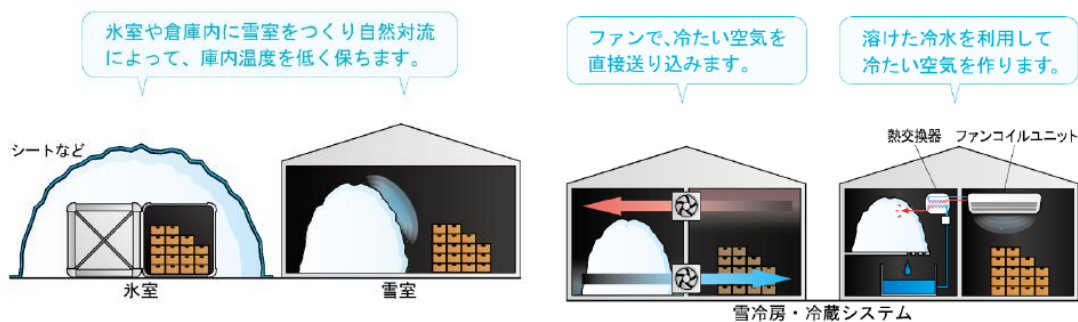 氷室や倉庫内に雪室をつくり自然対流
によって、庫内温度を低く保ちます。
ファンで、冷たい空気を
直接送り込みます。
溶けた冷水を利用して
冷たい空気を作ります。
シートなど
熱交換器
ファンコイルユニット
氷室
雪室
雪冷房・冷蔵システム